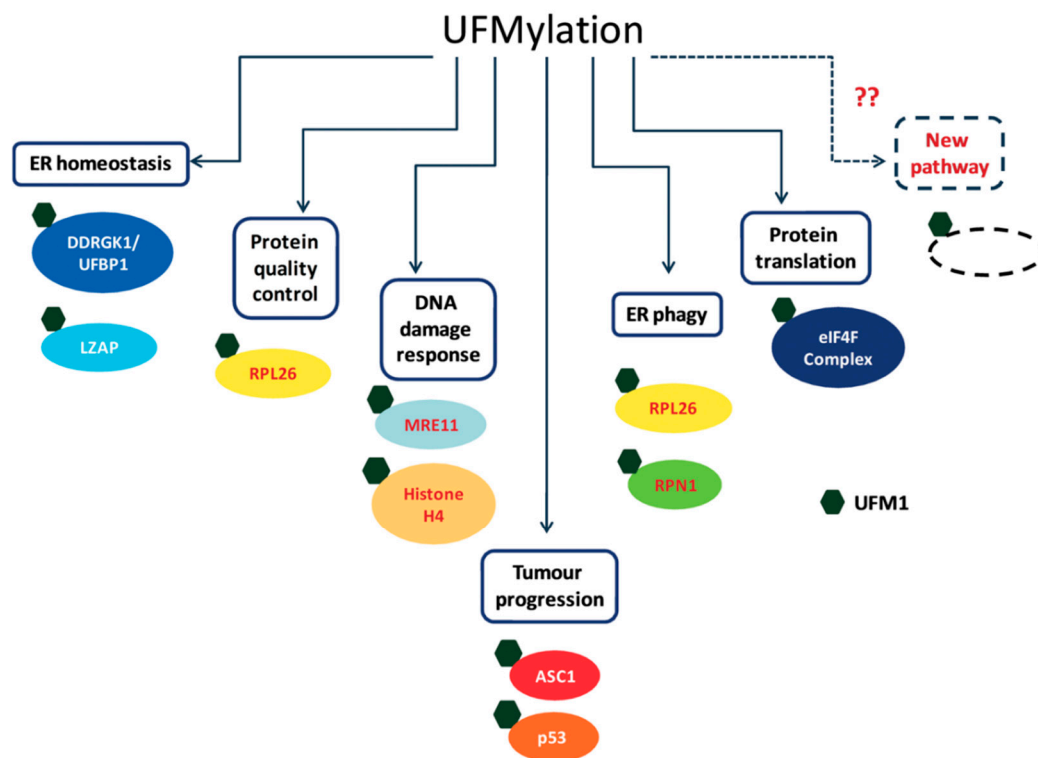 UFMylation
??
New
pathway
ER homeostasis
DDRGK1/
UFBP1
LZAP
Protein
quality
control
RPL26
DNA
damage
response
MRE11
Histone
H4
Tumour
progression
ASC1
p53
ER phagy
RPL26
RPN1
Protein
translation
eIF4F
Complex
UFM1